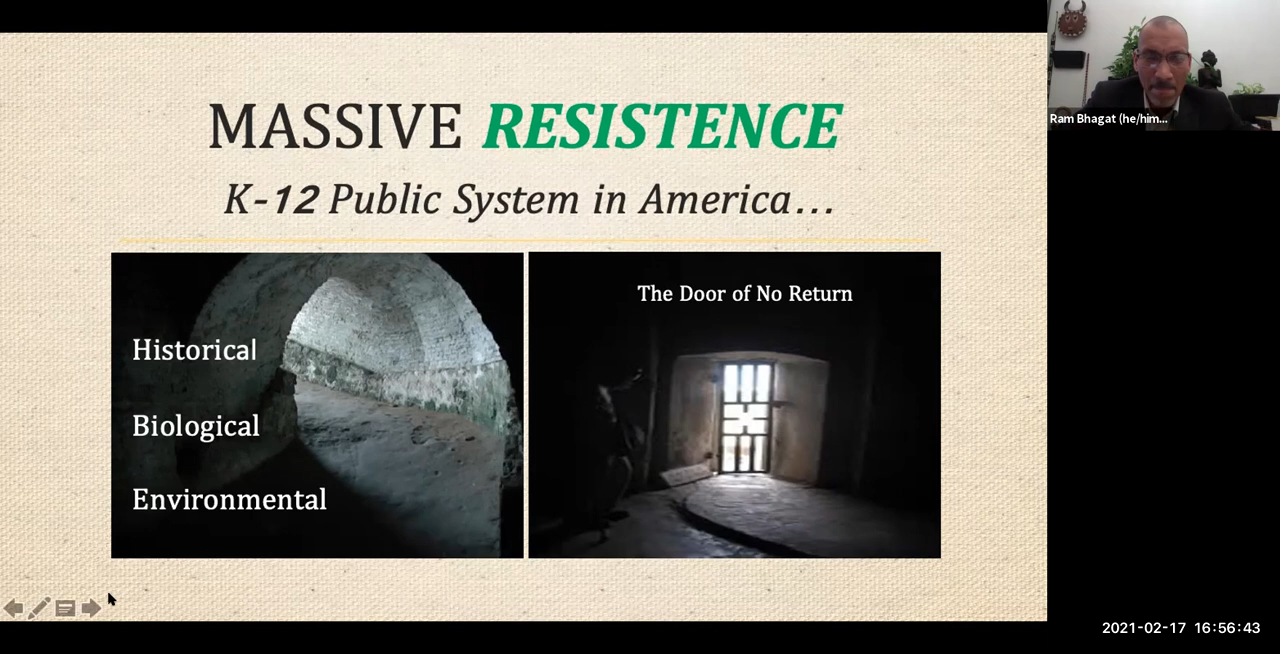 MASSIVE RESISTENCE
K-12 Public System in America...
Historical
Biological
Environmental
The Door of No Return
Ram Bhagat (he/him...
2021-02-17 16:56:43